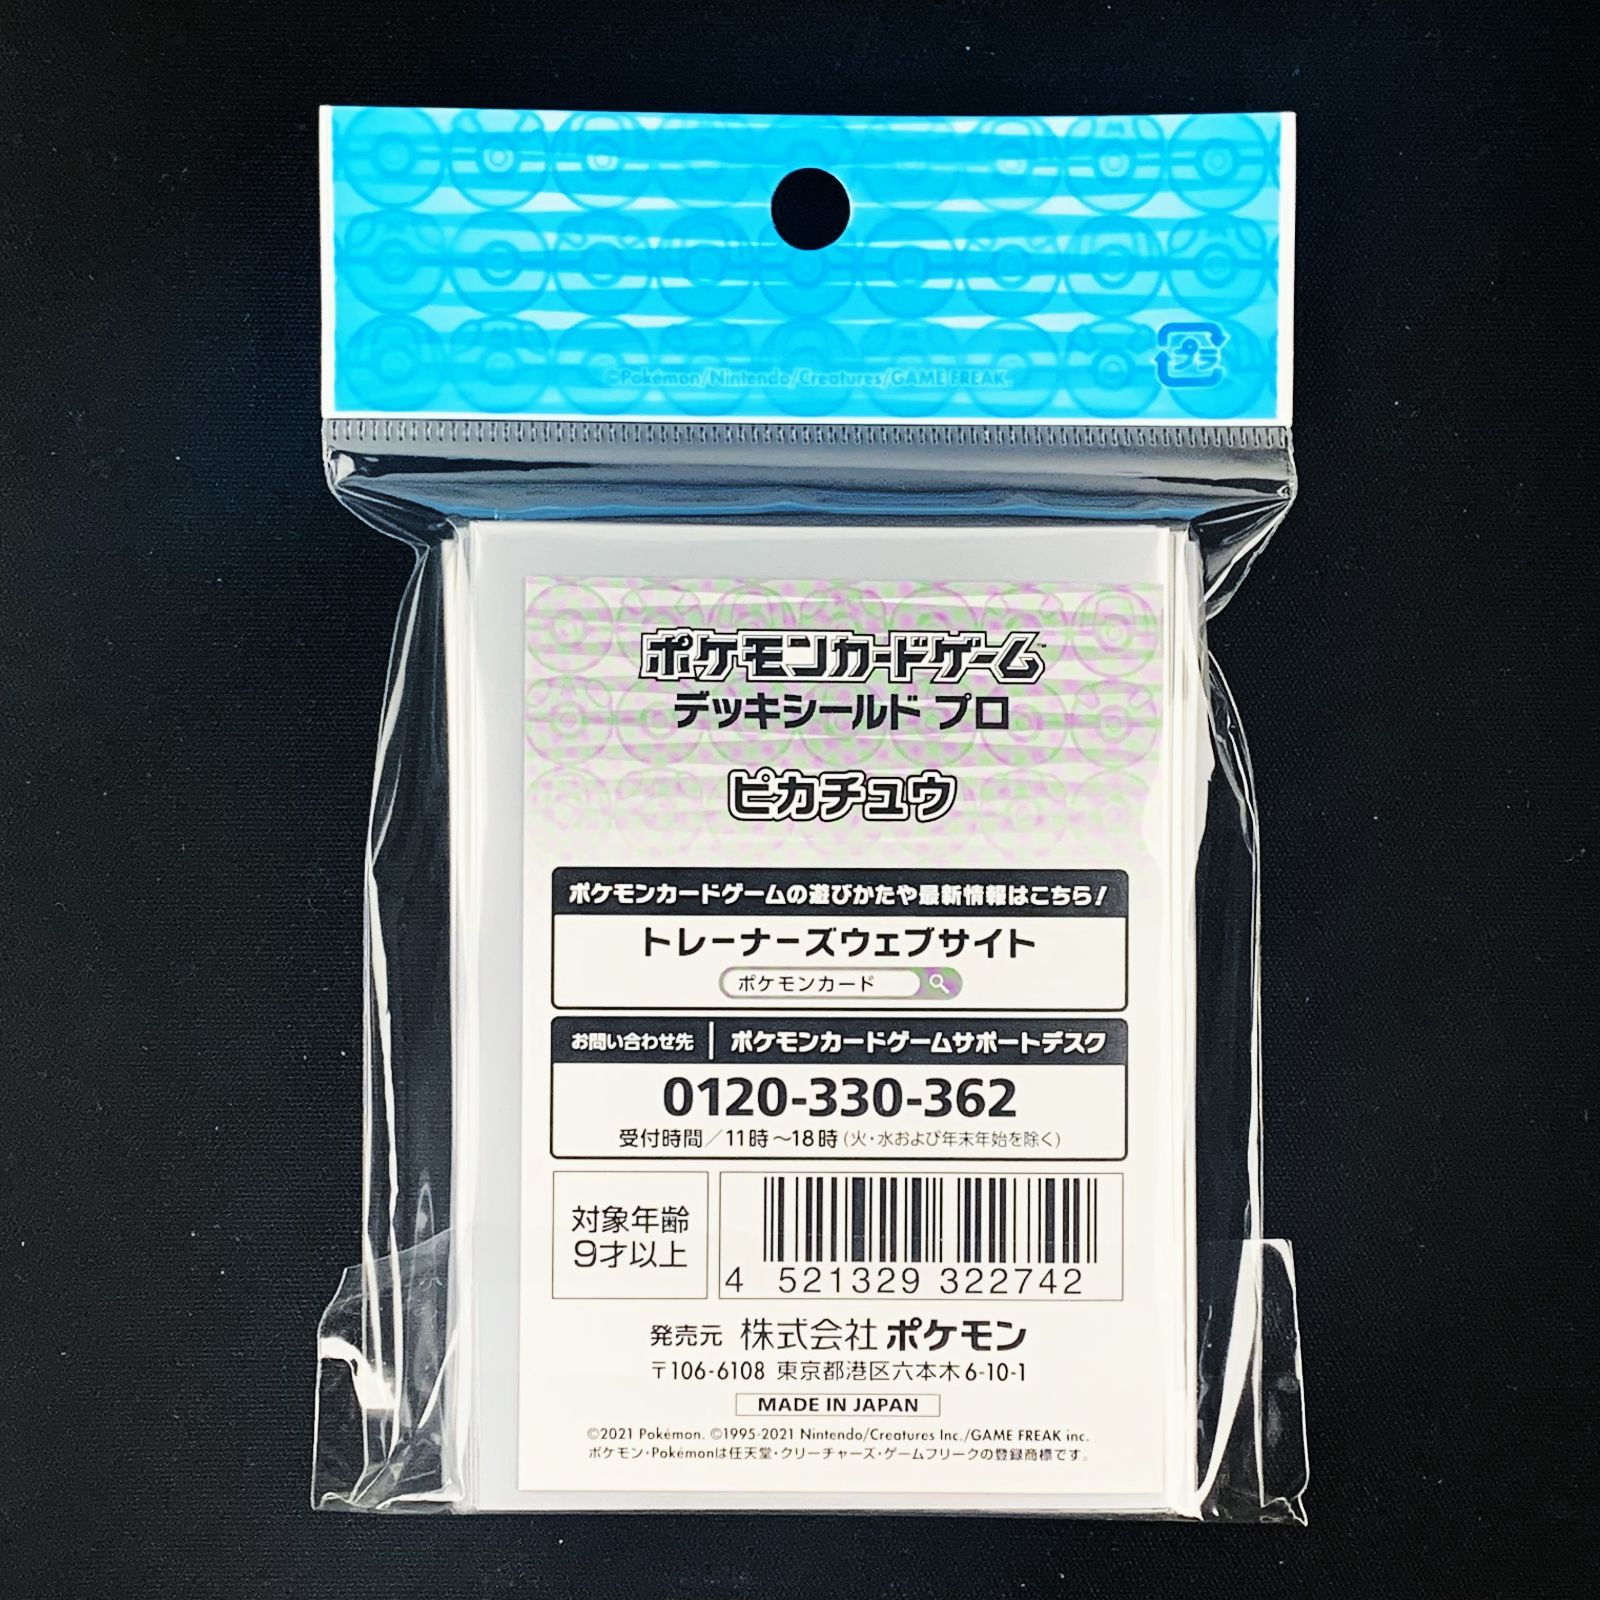 ©Pokémon/Nintendo/Creatures/GAME FREAK.
プラ
ポケモンカードゲーム™
デッキシールド プロ
ピカチュウ
ポケモンカードゲームの遊びかたや最新情報はこちら!
トレーナーズウェブサイト
ポケモンカード
お問い合わせ先 ポケモンカードゲームサポートデスク
0120-330-362
受付時間/11時~18時(火・水および年末年始を除く)
対象年齢
9才以上
4 521329 322742
発売元 株式会社ポケモン
〒106-6108 東京都港区六本木6-10-1
MADE IN JAPAN
©2021 Pokémon. ©1995-2021 Nintendo/Creatures Inc./GAME FREAK inc.
ポケモン・Pokémonは任天堂・クリーチャーズ・ゲームフリークの登録商標です。